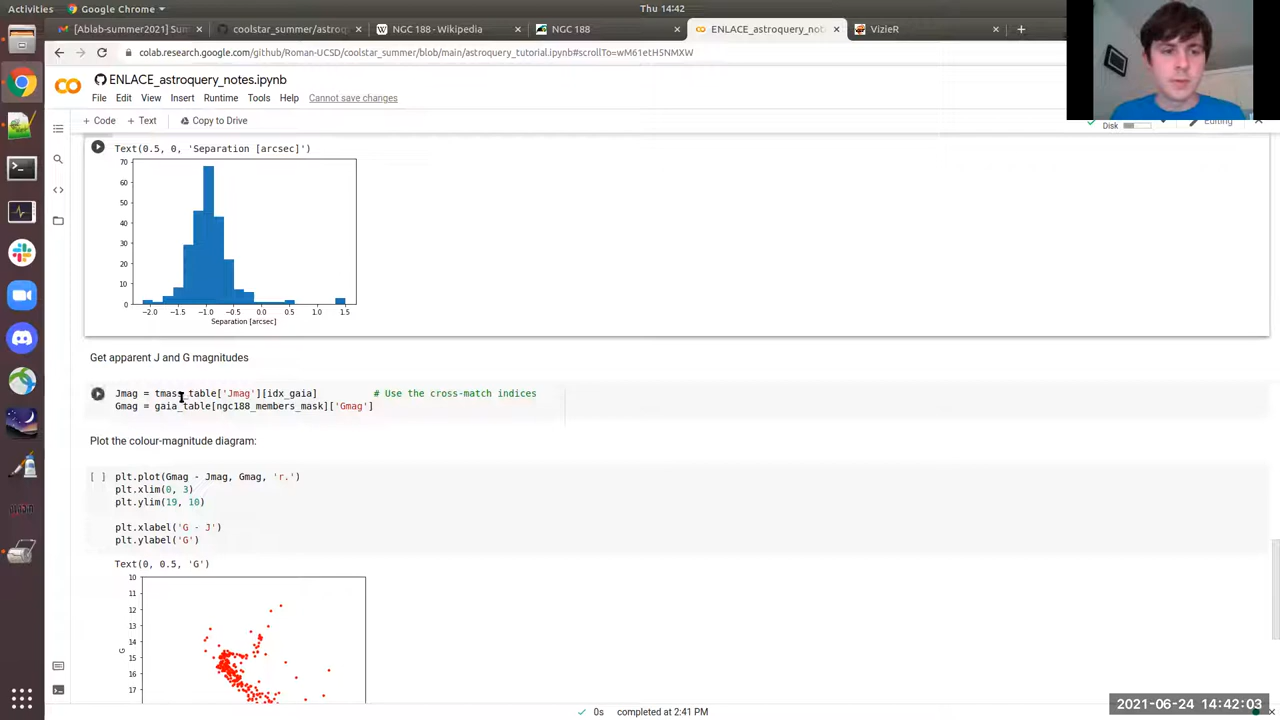 Activities
Google Chrome
Thu 14:42
[Ablab-summer2021] Sum
coolstar_summer/astroq
NGC 188 - Wikipedia
NGC 188
ENLACE_astroquery_not
VizieR
colab.research.google.com/github/Roman-UCSD/coolstar_summer/blob/main/astroquery_tutorial.ipynb#scrollTo=wM61etH5NMXW
ENLACE_astroquery_notes.ipynb
File Edit View Insert Runtime Tools Help Cannot save changes
+ Code + Text Copy to Drive
Disk
Editing
Text(0.5, 0, 'Separation [arcsec]')
70
60
50
40
30
20
10
0
−2.0 −1.5 −1.0 −0.5 0.0 0.5 1.0 1.5
Separation [arcsec]
Get apparent J and G magnitudes
Jmag = tmass_table['Jmag'][idx_gaia] # Use the cross-match indices
Gmag = gaia_table[ngc188_members_mask]['Gmag']
Plot the colour-magnitude diagram:
[ ] plt.plot(Gmag - Jmag, Gmag, 'r.')
plt.xlim(0, 3)
plt.ylim(19, 10)
plt.xlabel('G - J')
plt.ylabel('G')
Text(0, 0.5, 'G')
10
11
12
13
14
15
16
17
G
0s completed at 2:41 PM
2021-06-24 14:42:03